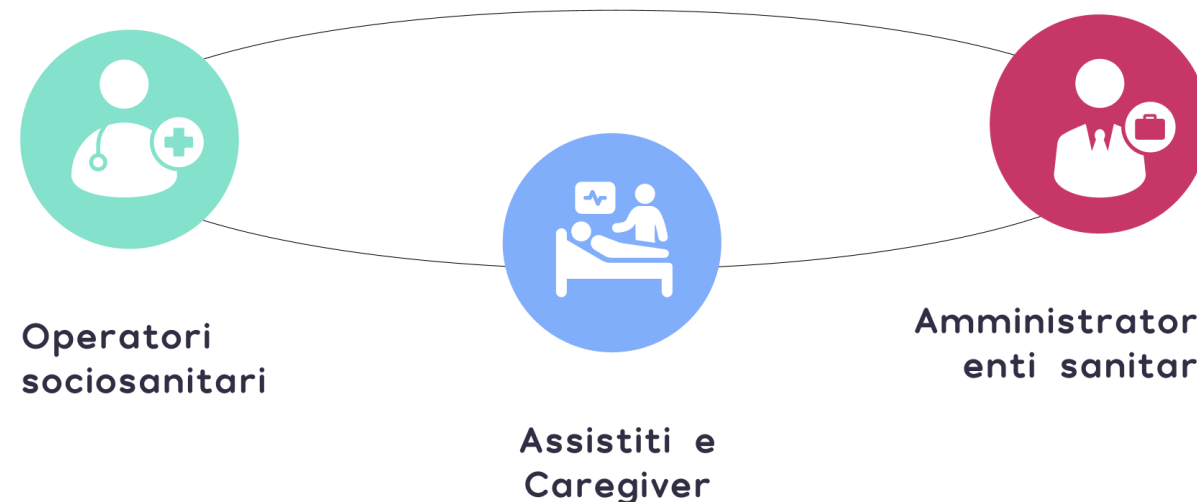 Operatori
sociosanitari
Amministrator
enti sanitar
Assistiti e
Caregiver